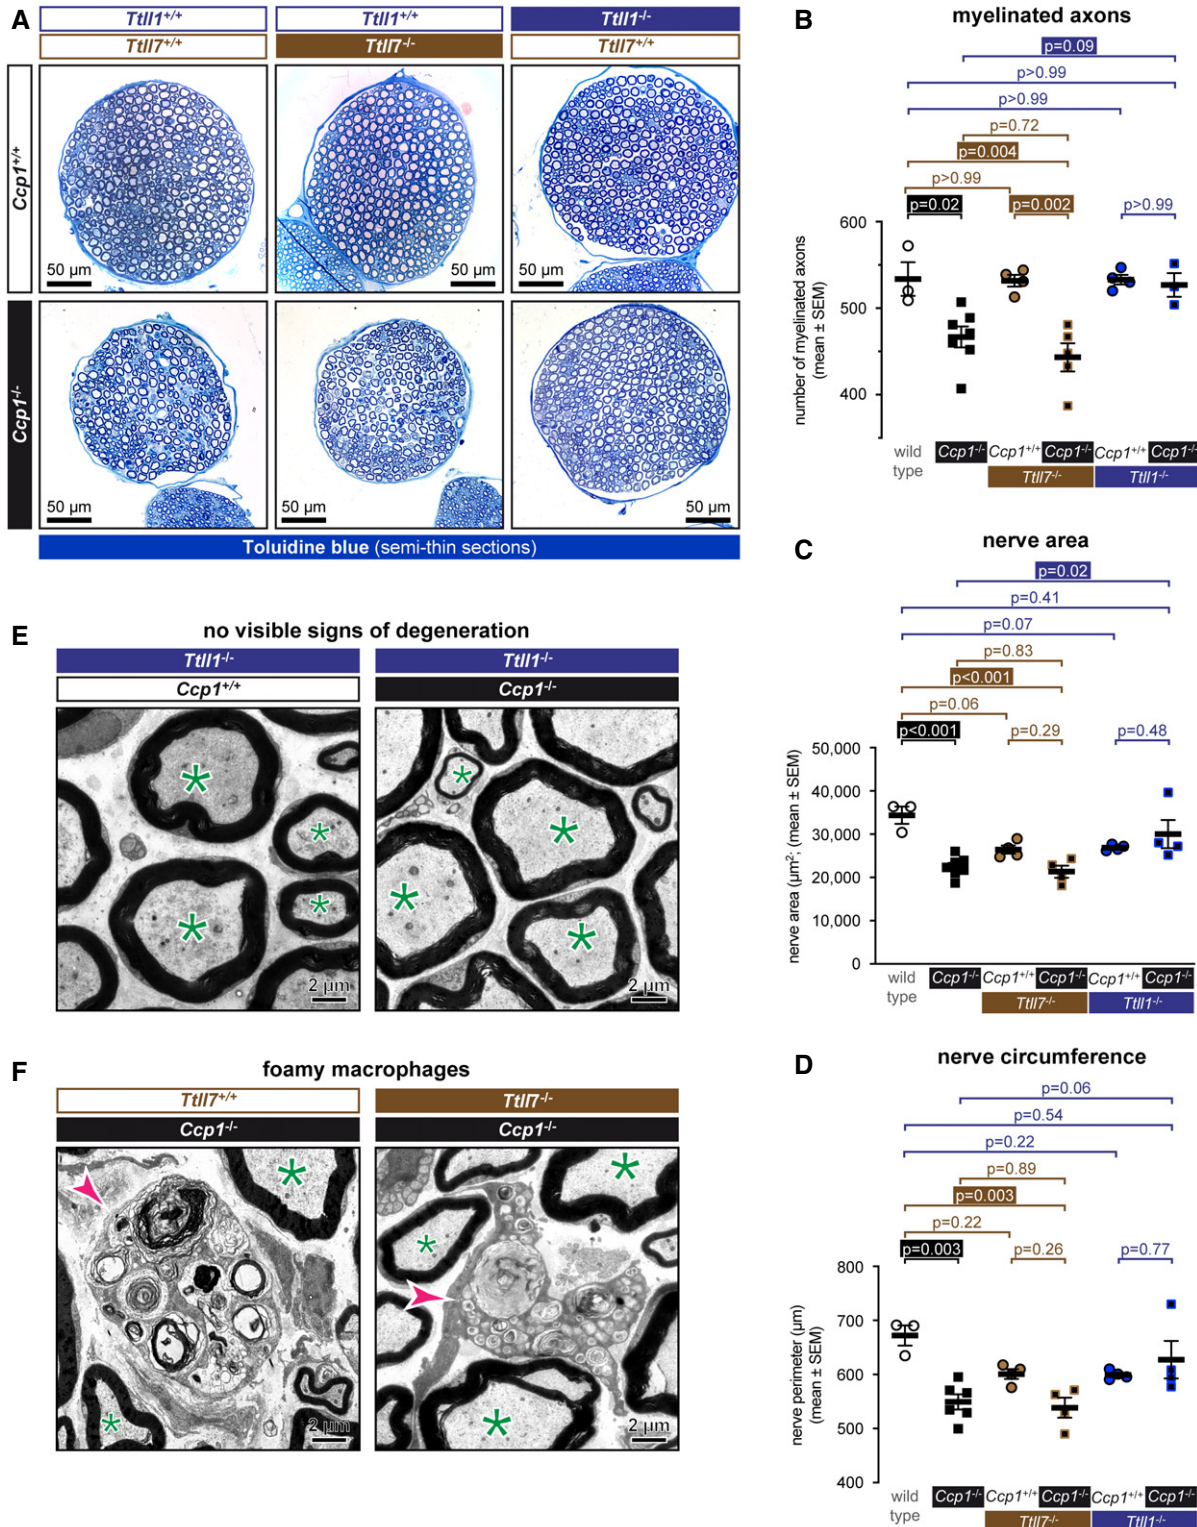 A
Ttll1+/+
Ttll1+/+
Ttll1-/-
Ttll7+/+
Ttll7-/-
Ttll7+/+
Ccp1+/+
50 µm
50 µm
50 µm
Ccp1-/-
50 µm
50 µm
50 µm
Toluidine blue (semi-thin sections)
B
myelinated axons
p=0.09
p>0.99
p>0.99
p=0.72
p=0.004
p>0.99
p=0.02
p=0.002
p>0.99
number of myelinated axons
(mean ± SEM)
600
500
400
wild
type
Ccp1-/-
Ccp1+/+
Ccp1-/-
Ccp1+/+
Ccp1-/-
Ttll7-/-
Ttll1-/-
C
nerve area
p=0.02
p=0.41
p=0.07
p=0.83
p<0.001
p=0.06
p<0.001
p=0.29
p=0.48
nerve area (µm²; (mean ± SEM)
50,000
40,000
30,000
20,000
10,000
0
wild
type
Ccp1-/-
Ccp1+/+
Ccp1-/-
Ccp1+/+
Ccp1-/-
Ttll7-/-
Ttll1-/-
D
nerve circumference
p=0.06
p=0.54
p=0.22
p=0.89
p=0.003
p=0.22
p=0.003
p=0.26
p=0.77
nerve perimeter (µm)
(mean ± SEM)
800
700
600
500
400
wild
type
Ccp1-/-
Ccp1+/+
Ccp1-/-
Ccp1+/+
Ccp1-/-
Ttll7-/-
Ttll1-/-
E
no visible signs of degeneration
Ttll1-/-
Ttll1-/-
Ccp1+/+
Ccp1-/-
2 µm
2 µm
F
foamy macrophages
Ttll7+/+
Ttll7-/-
Ccp1-/-
Ccp1-/-
2 µm
2 µm